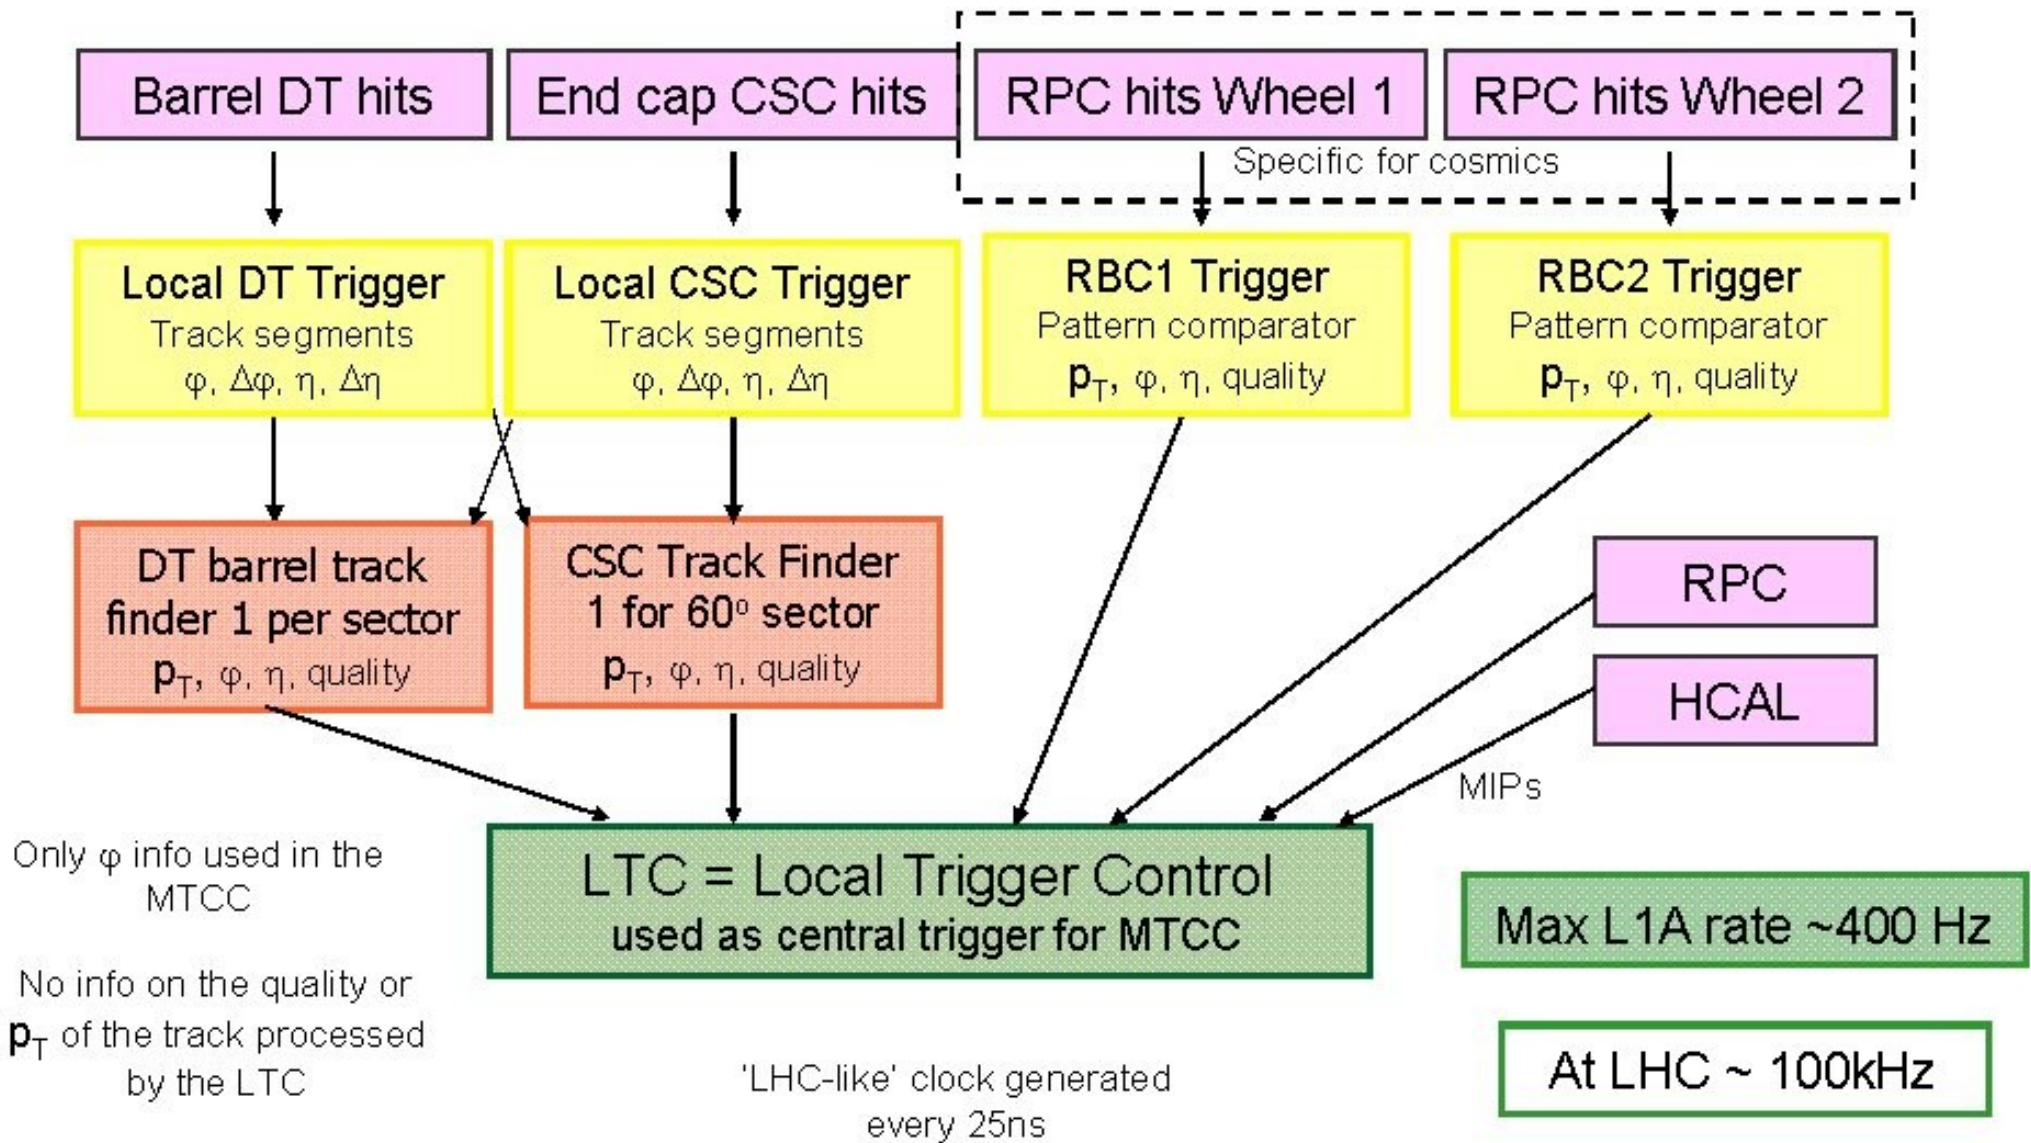 Barrel DT hits
End cap CSC hits
RPC hits Wheel 1
RPC hits Wheel 2
Specific for cosmics
Local DT Trigger
Track segments
φ, Δφ, η, Δη
Local CSC Trigger
Track segments
φ, Δφ, η, Δη
RBC1 Trigger
Pattern comparator
pT, φ, η, quality
RBC2 Trigger
Pattern comparator
pT, φ, η, quality
DT barrel track
finder 1 per sector
pT, φ, η, quality
CSC Track Finder
1 for 60º sector
pT, φ, η, quality
RPC
HCAL
MIPs
Only φ info used in the
MTCC
LTC = Local Trigger Control
used as central trigger for MTCC
Max L1A rate ~400 Hz
No info on the quality or
pT of the track processed
by the LTC
'LHC-like' clock generated
every 25ns
At LHC ~ 100kHz